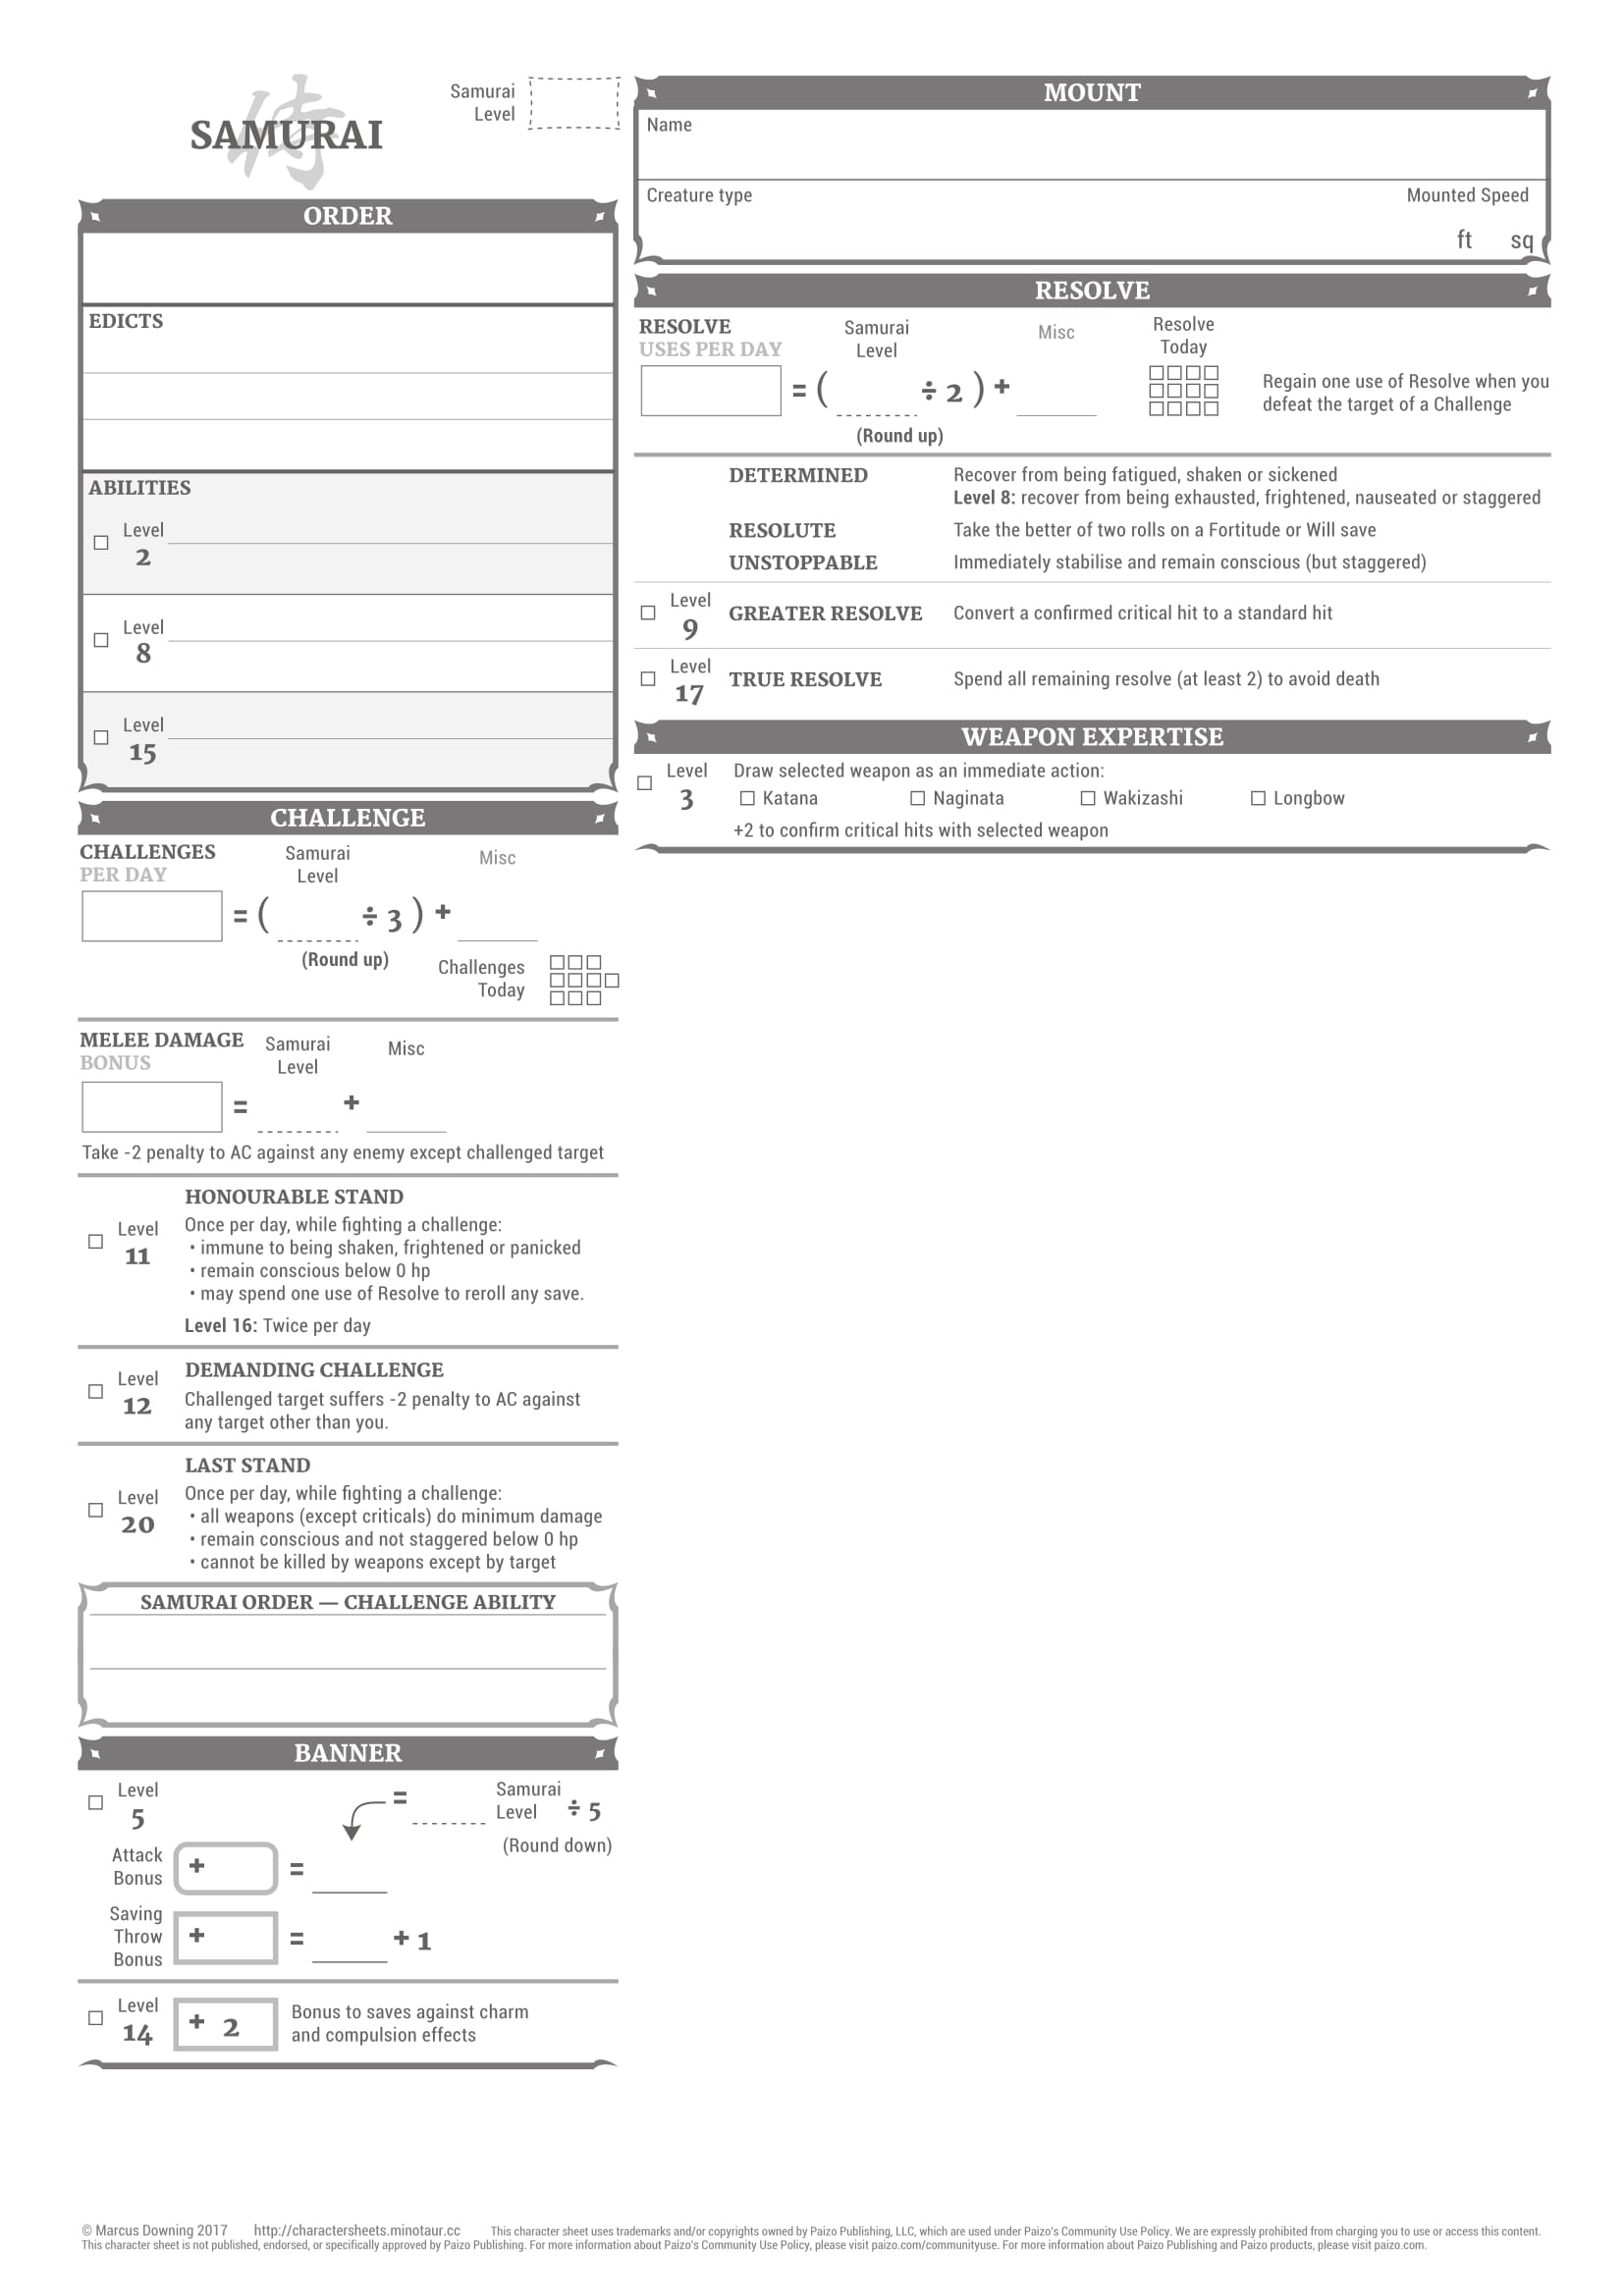 侍
SAMURAI
Samurai
Level
ORDER
EDICTS
ABILITIES
Level
2
Level
8
Level
15
CHALLENGE
CHALLENGES
PER DAY
Samurai
Level
Misc
= ( ÷ 3 ) +
(Round up)
Challenges
Today
MELEE DAMAGE
BONUS
Samurai
Level
Misc
= +
Take -2 penalty to AC against any enemy except challenged target
HONOURABLE STAND
Level
11
Once per day, while fighting a challenge:
• immune to being shaken, frightened or panicked
• remain conscious below 0 hp
• may spend one use of Resolve to reroll any save.
Level 16: Twice per day
DEMANDING CHALLENGE
Level
12
Challenged target suffers -2 penalty to AC against
any target other than you.
LAST STAND
Level
20
Once per day, while fighting a challenge:
• all weapons (except criticals) do minimum damage
• remain conscious and not staggered below 0 hp
• cannot be killed by weapons except by target
SAMURAI ORDER — CHALLENGE ABILITY
BANNER
Level
5
= Samurai
Level ÷ 5
(Round down)
Attack
Bonus
+ =
Saving
Throw
Bonus
+ = + 1
Level
14
+ 2
Bonus to saves against charm
and compulsion effects
MOUNT
Name
Creature type
Mounted Speed
ft sq
RESOLVE
RESOLVE
USES PER DAY
Samurai
Level
Misc
Resolve
Today
= ( ÷ 2 ) +
(Round up)
Regain one use of Resolve when you
defeat the target of a Challenge
DETERMINED Recover from being fatigued, shaken or sickened
Level 8: recover from being exhausted, frightened, nauseated or staggered
RESOLUTE Take the better of two rolls on a Fortitude or Will save
UNSTOPPABLE Immediately stabilise and remain conscious (but staggered)
Level
9
GREATER RESOLVE Convert a confirmed critical hit to a standard hit
Level
17
TRUE RESOLVE Spend all remaining resolve (at least 2) to avoid death
WEAPON EXPERTISE
Level
3
Draw selected weapon as an immediate action:
Katana Naginata Wakizashi Longbow
+2 to confirm critical hits with selected weapon
© Marcus Downing 2017 http://charactersheets.minotaur.cc This character sheet uses trademarks and/or copyrights owned by Paizo Publishing, LLC, which are used under Paizo's Community Use Policy. We are expressly prohibited from charging you to use or access this content.
This character sheet is not published, endorsed, or specifically approved by Paizo Publishing. For more information about Paizo's Community Use Policy, please visit paizo.com/communityuse. For more information about Paizo Publishing and Paizo products, please visit paizo.com.